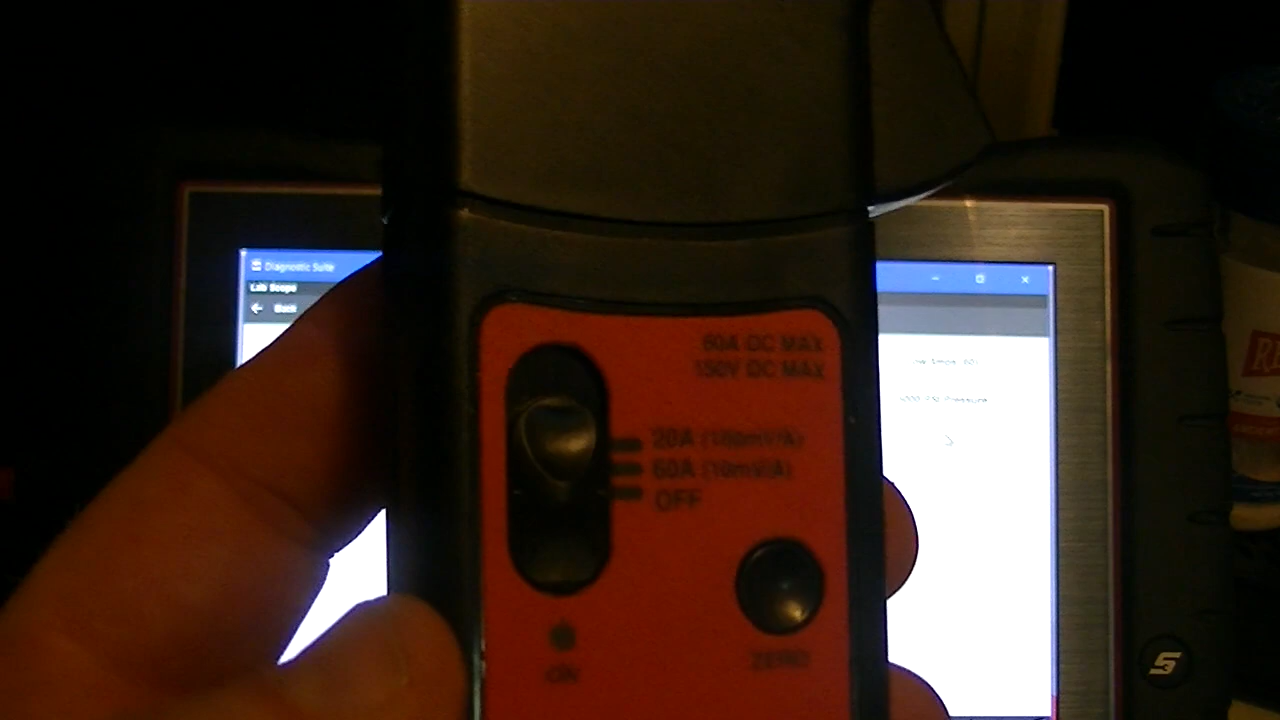 Diagnostic Suite
Lab Scope
Back
60A DC MAX
150V DC MAX
20A (100mV/A)
60A (10mV/A)
OFF
ON
ZERO